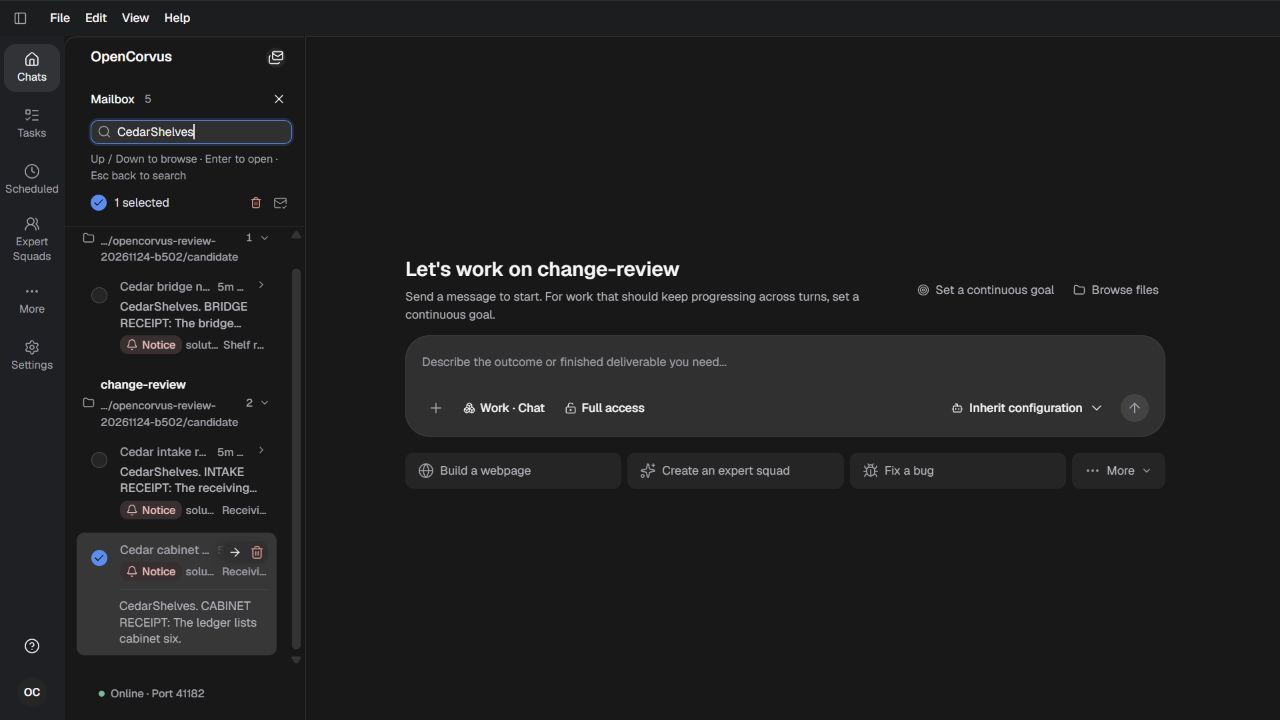 File Edit View Help
OpenCorvus
Chats
Tasks
Scheduled
Expert
Squads
More
Settings
OC
Mailbox 5
CedarShelves
Up / Down to browse · Enter to open ·
Esc back to search
1 selected
.../opencorvus-review- 1
20261124-b502/candidate
Cedar bridge n... 5m ...
CedarShelves. BRIDGE
RECEIPT: The bridge...
Notice solut... Shelf r...
change-review
.../opencorvus-review- 2
20261124-b502/candidate
Cedar intake r... 5m ...
CedarShelves. INTAKE
RECEIPT: The receiving...
Notice solu... Receivi...
Cedar cabinet ...
Notice solu... Receivi...
CedarShelves. CABINET
RECEIPT: The ledger lists
cabinet six.
Online · Port 41182
Let's work on change-review
Send a message to start. For work that should keep progressing across turns, set a
continuous goal.
Set a continuous goal Browse files
Describe the outcome or finished deliverable you need...
Work · Chat Full access Inherit configuration
Build a webpage Create an expert squad Fix a bug ··· More